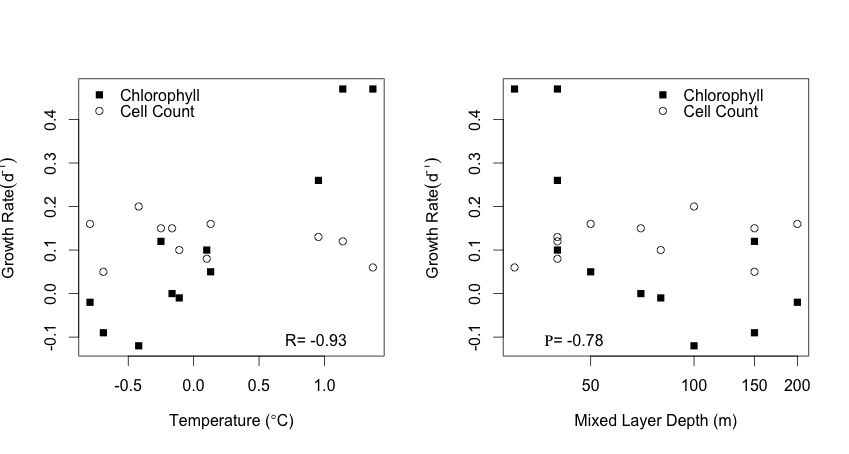 Chlorophyll
Cell Count
Growth Rate(d⁻¹)
0.4
0.3
0.2
0.1
0.0
-0.1
R= -0.93
-0.5 0.0 0.5 1.0
Temperature (°C)
Chlorophyll
Cell Count
Growth Rate(d⁻¹)
0.4
0.3
0.2
0.1
0.0
-0.1
P= -0.78
50 100 150 200
Mixed Layer Depth (m)